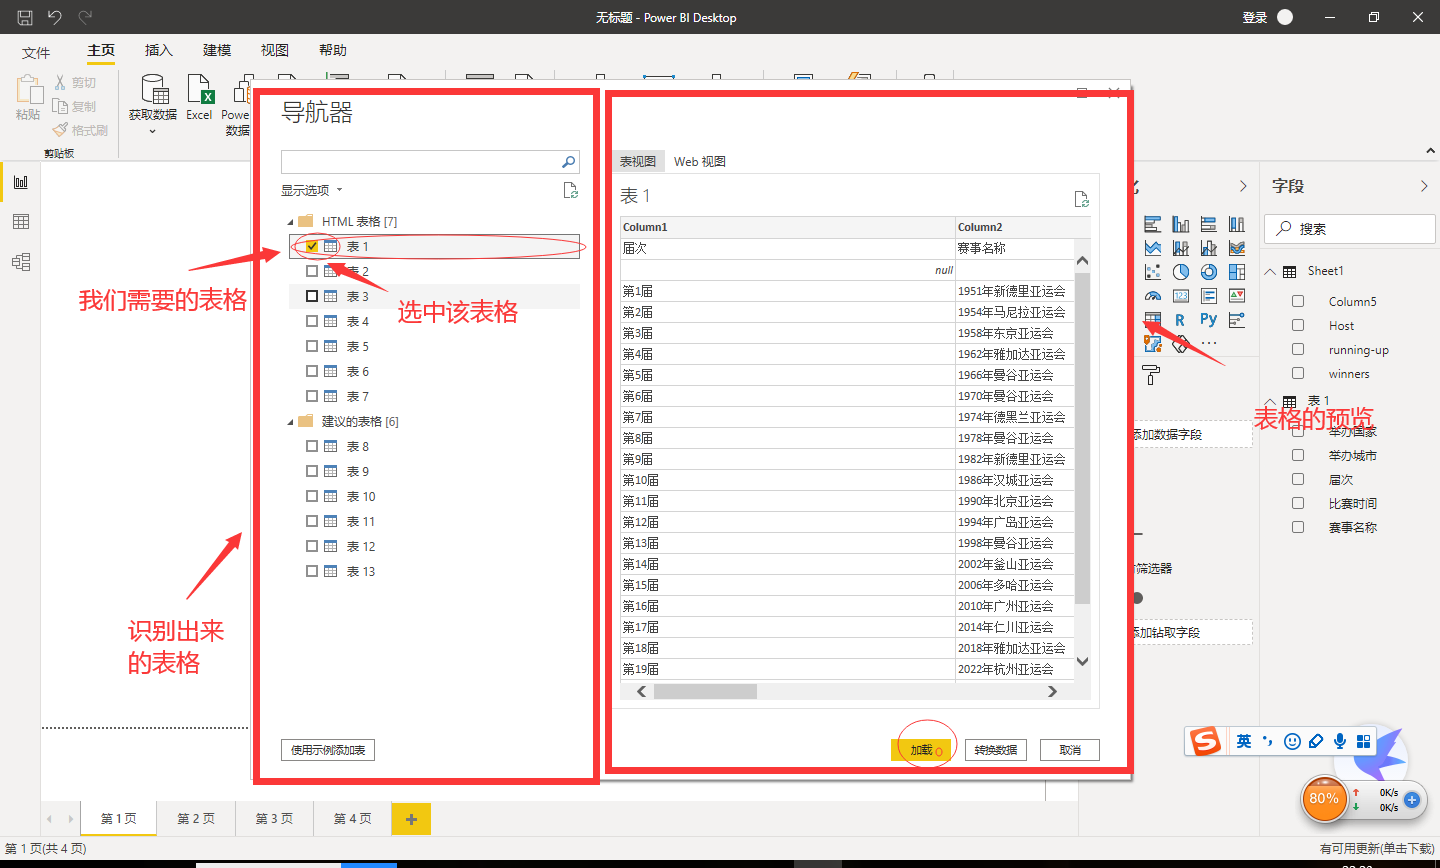 无标题 - Power BI Desktop
登录
文件
主页
插入
建模
视图
帮助
粘贴
剪切
复制
格式刷
剪贴板
获取数据
Excel
Powe
数据
导航器
显示选项
HTML 表格 [7]
表 1
表 2
表 3
表 4
表 5
表 6
表 7
建议的表格 [6]
表 8
表 9
表 10
表 11
表 12
表 13
使用示例添加表
我们需要的表格
选中该表格
识别出来
的表格
表视图
Web 视图
表 1
Column1
Column2
届次
赛事名称
null
第1届
1951年新德里亚运会
第2届
1954年马尼拉亚运会
第3届
1958年东京亚运会
第4届
1962年雅加达亚运会
第5届
1966年曼谷亚运会
第6届
1970年曼谷亚运会
第7届
1974年德黑兰亚运会
第8届
1978年曼谷亚运会
第9届
1982年新德里亚运会
第10届
1986年汉城亚运会
第11届
1990年北京亚运会
第12届
1994年广岛亚运会
第13届
1998年曼谷亚运会
第14届
2002年釜山亚运会
第15届
2006年多哈亚运会
第16届
2010年广州亚运会
第17届
2014年仁川亚运会
第18届
2018年雅加达亚运会
第19届
2022年杭州亚运会
加载
转换数据
取消
R
Py
123
添加数据字段
筛选器
添加钻取字段
表格的预览
字段
搜索
Sheet1
Column5
Host
running-up
winners
表 1
举办国家
举办城市
届次
比赛时间
赛事名称
英
80%
0K/s
0K/s
第 1 页
第 2 页
第 3 页
第 4 页
第 1 页(共 4 页)
有可用更新(单击下载)